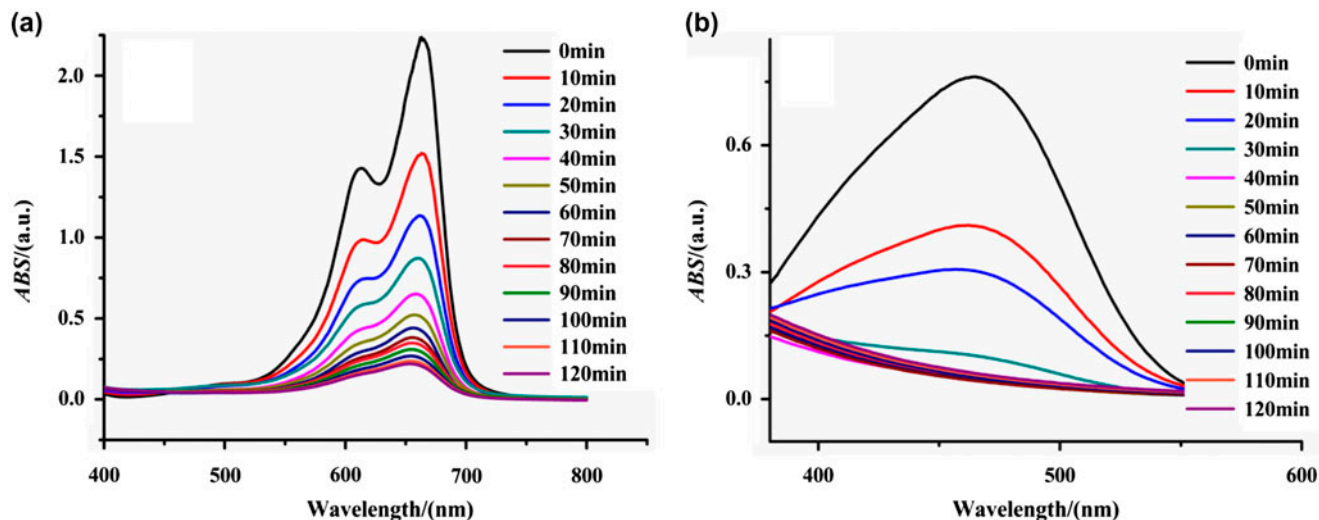 (a)
ABS/(a.u.)
2.0
1.5
1.0
0.5
0.0
400 500 600 700 800
Wavelength/(nm)
0min
10min
20min
30min
40min
50min
60min
70min
80min
90min
100min
110min
120min
(b)
ABS/(a.u.)
0.6
0.3
0.0
400 500 600
Wavelength/(nm)
0min
10min
20min
30min
40min
50min
60min
70min
80min
90min
100min
110min
120min